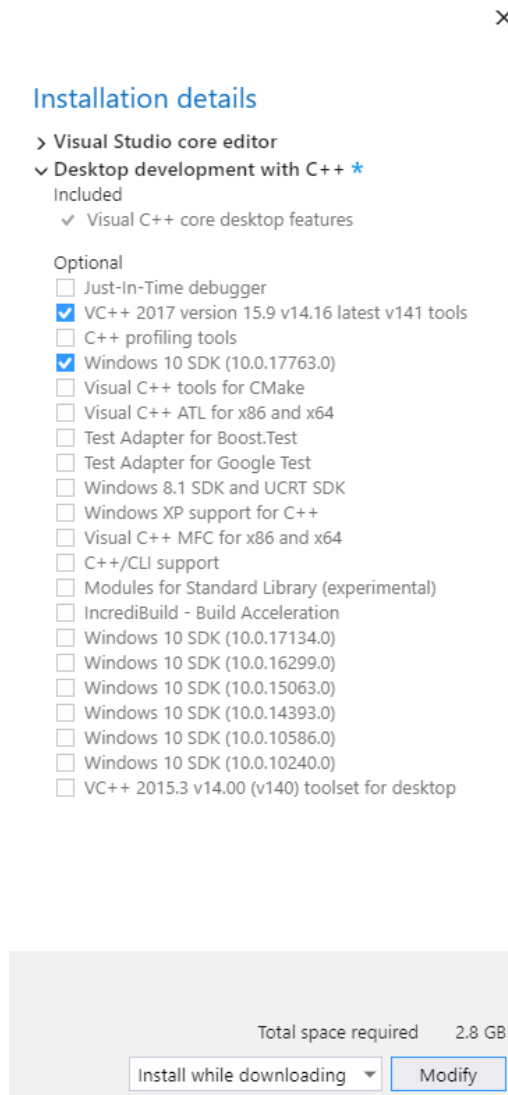 Installation details
Visual Studio core editor
Desktop development with C++ *
Included
Visual C++ core desktop features
Optional
Just-In-Time debugger
VC++ 2017 version 15.9 v14.16 latest v141 tools
C++ profiling tools
Windows 10 SDK (10.0.17763.0)
Visual C++ tools for CMake
Visual C++ ATL for x86 and x64
Test Adapter for Boost.Test
Test Adapter for Google Test
Windows 8.1 SDK and UCRT SDK
Windows XP support for C++
Visual C++ MFC for x86 and x64
C++/CLI support
Modules for Standard Library (experimental)
IncrediBuild - Build Acceleration
Windows 10 SDK (10.0.17134.0)
Windows 10 SDK (10.0.16299.0)
Windows 10 SDK (10.0.15063.0)
Windows 10 SDK (10.0.14393.0)
Windows 10 SDK (10.0.10586.0)
Windows 10 SDK (10.0.10240.0)
VC++ 2015.3 v14.00 (v140) toolset for desktop
Total space required 2.8 GB
Install while downloading Modify